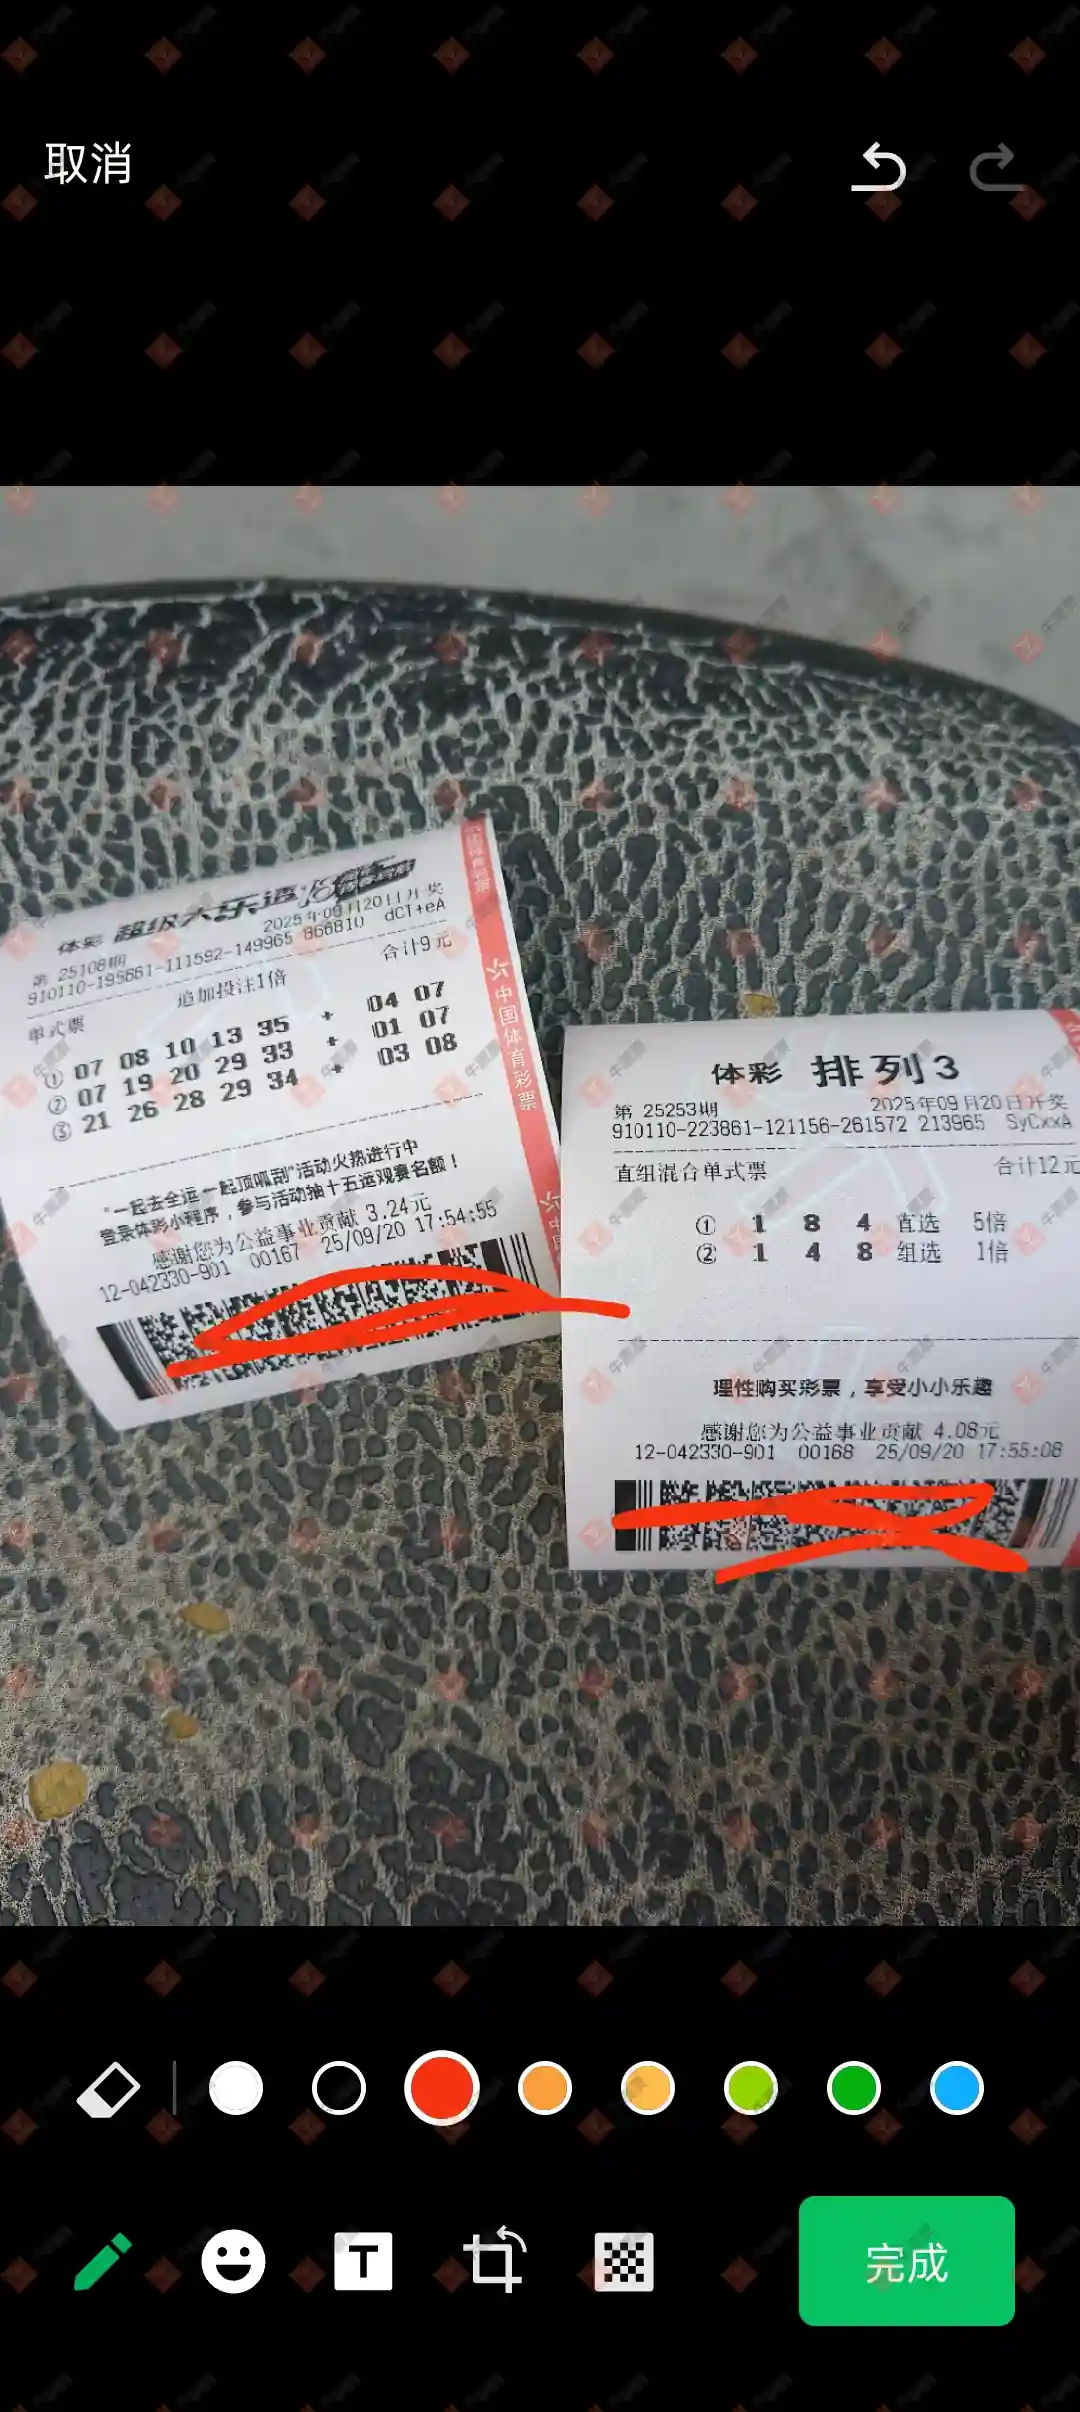 取消
体彩 超级大乐透
第 25108期 2025年09月20日开奖
910110-195861-111592-149965 866810 dCT+eA
追加投注1倍 合计9元
单式票
① 07 08 10 13 35 + 04 07
② 07 19 20 29 33 + 01 07
③ 21 26 28 29 34 + 03 08
"一起去全运 一起顶呱刮"活动火热进行中
登录体彩小程序，参与活动抽十五运观赛名额！
感谢您为公益事业贡献 3.24元
12-042330-901 00167 25/09/20 17:54:55
中国体育彩票
体彩 排列3
第 25253期 2025年09月20日开奖
910110-223861-121156-261572 213965 SyCxxA
直组混合单式票 合计12元
① 1 8 4 直选 5倍
② 1 4 8 组选 1倍
理性购买彩票，享受小小乐趣
感谢您为公益事业贡献 4.08元
12-042330-901 00168 25/09/20 17:55:08
T
完成